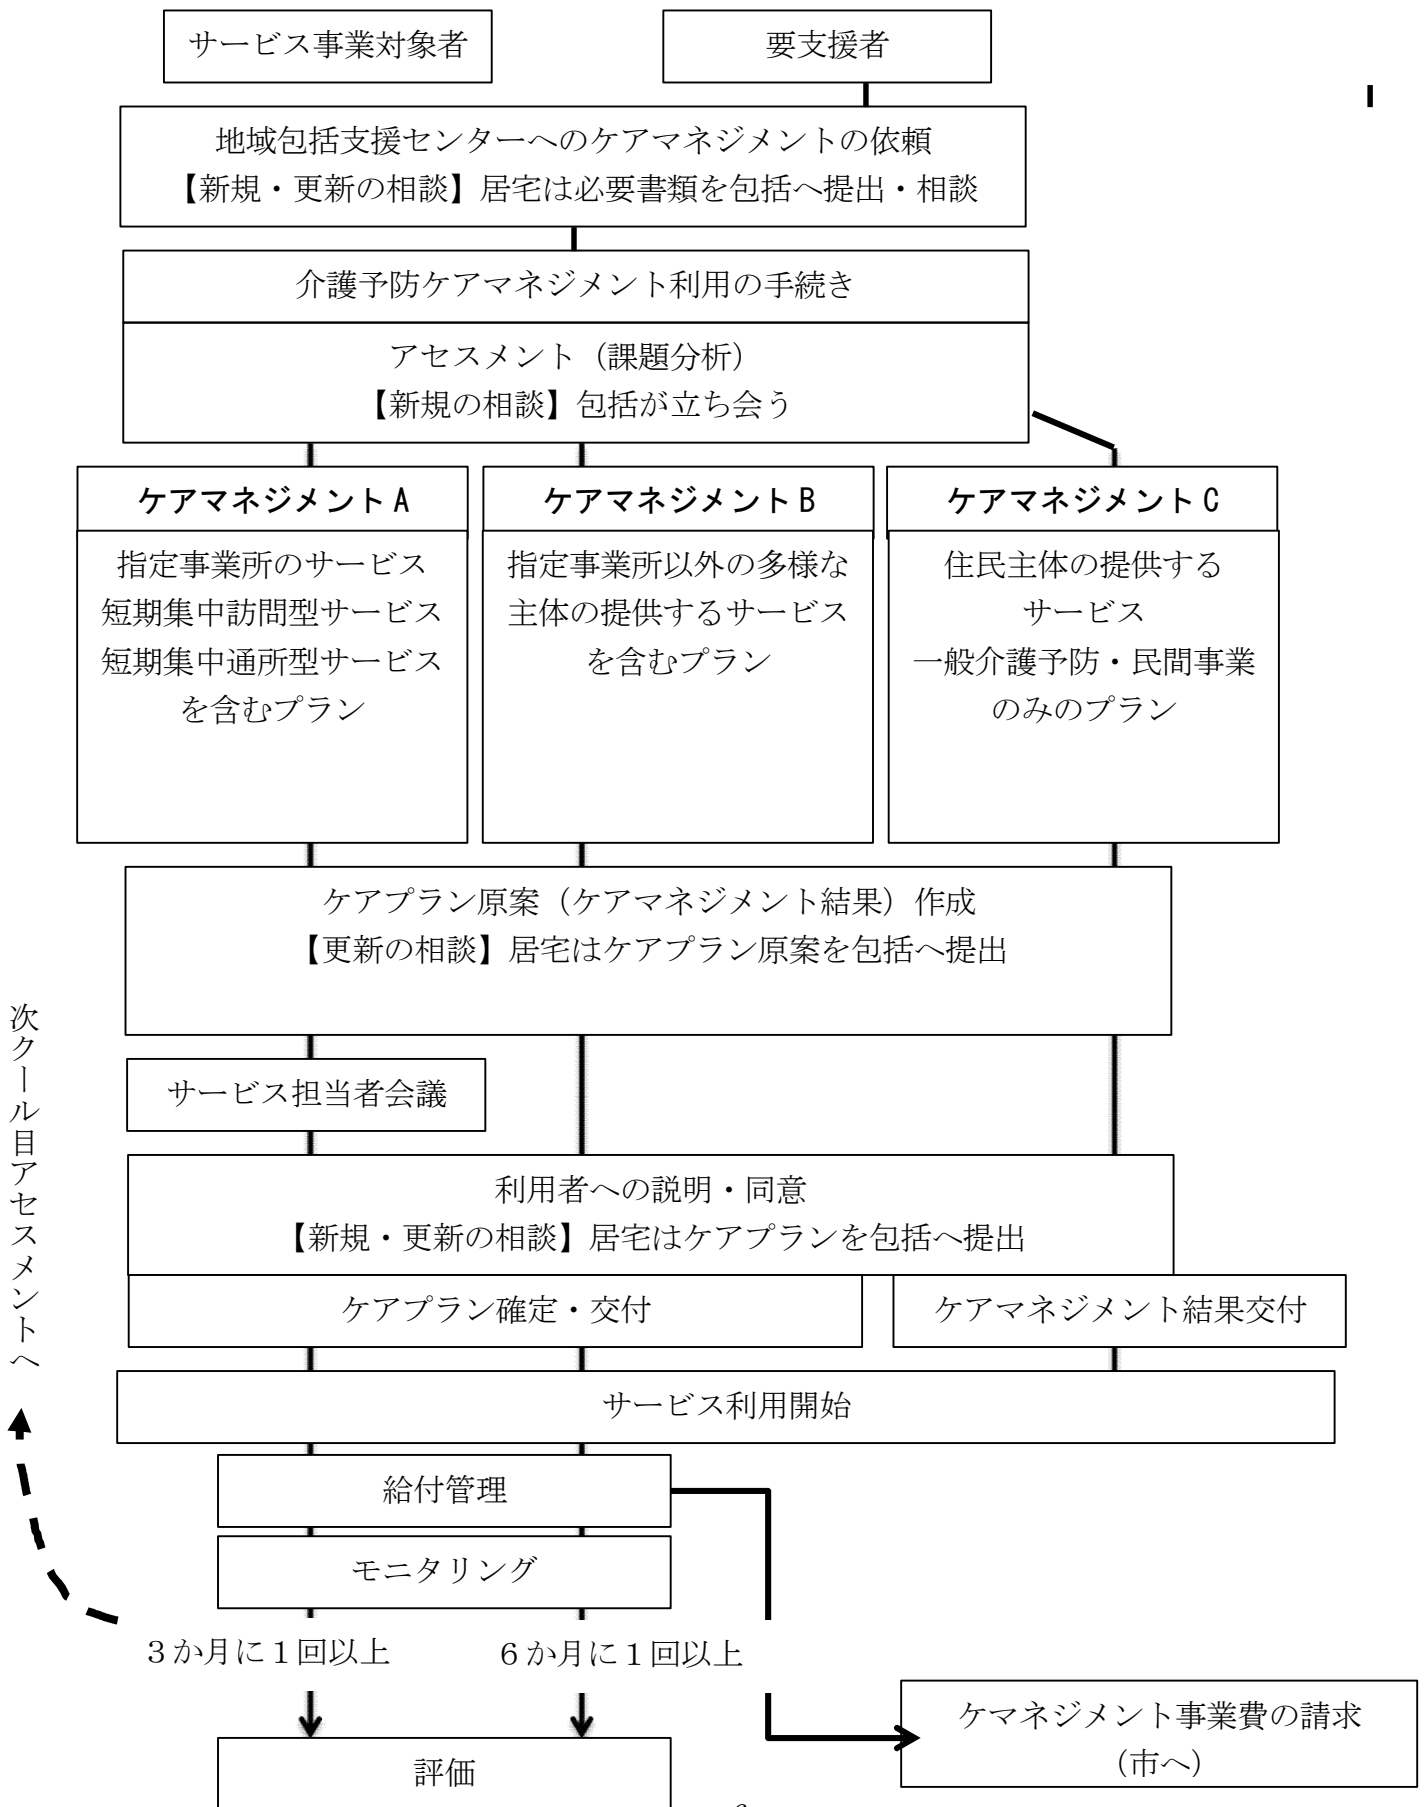 サービス事業対象者
要支援者
地域包括支援センターへのケアマネジメントの依頼
【新規・更新の相談】居宅は必要書類を包括へ提出・相談
介護予防ケアマネジメント利用の手続き
アセスメント（課題分析）
【新規の相談】包括が立ち会う
ケアマネジメントA
指定事業所のサービス
短期集中訪問型サービス
短期集中通所型サービス
を含むプラン
ケアマネジメントB
指定事業所以外の多様な
主体の提供するサービス
を含むプラン
ケアマネジメントC
住民主体の提供する
サービス
一般介護予防・民間事業
のみのプラン
ケアプラン原案（ケアマネジメント結果）作成
【更新の相談】居宅はケアプラン原案を包括へ提出
サービス担当者会議
利用者への説明・同意
【新規・更新の相談】居宅はケアプランを包括へ提出
ケアプラン確定・交付
ケアマネジメント結果交付
サービス利用開始
給付管理
モニタリング
次クール目アセスメントへ
３か月に１回以上
６か月に１回以上
評価
ケマネジメント事業費の請求
（市へ）